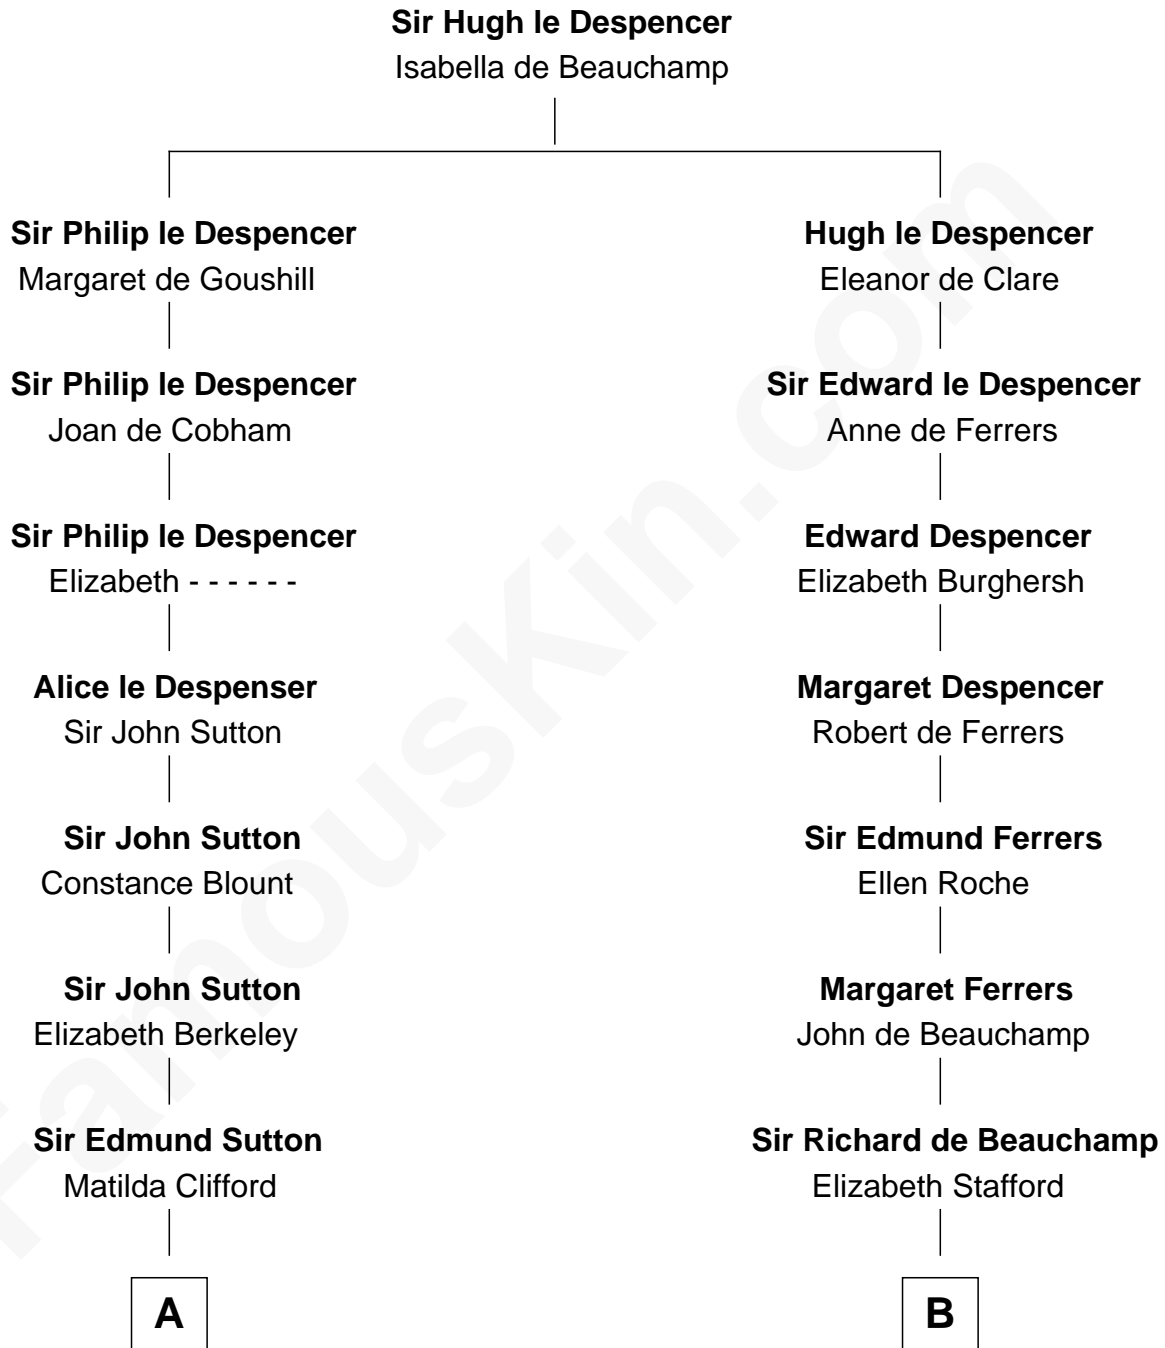 Sir Hugh le Despencer
Isabella de Beauchamp
Sir Philip le Despencer
Margaret de Goushill
Hugh le Despencer
Eleanor de Clare
Sir Philip le Despencer
Joan de Cobham
Sir Edward le Despencer
Anne de Ferrers
Sir Philip le Despencer
Elizabeth - - - - - -
Edward Despencer
Elizabeth Burghersh
Alice le Despenser
Sir John Sutton
Margaret Despencer
Robert de Ferrers
Sir John Sutton
Constance Blount
Sir Edmund Ferrers
Ellen Roche
Sir John Sutton
Elizabeth Berkeley
Margaret Ferrers
John de Beauchamp
Sir Edmund Sutton
Matilda Clifford
Sir Richard de Beauchamp
Elizabeth Stafford
A
B
FamousKin.com